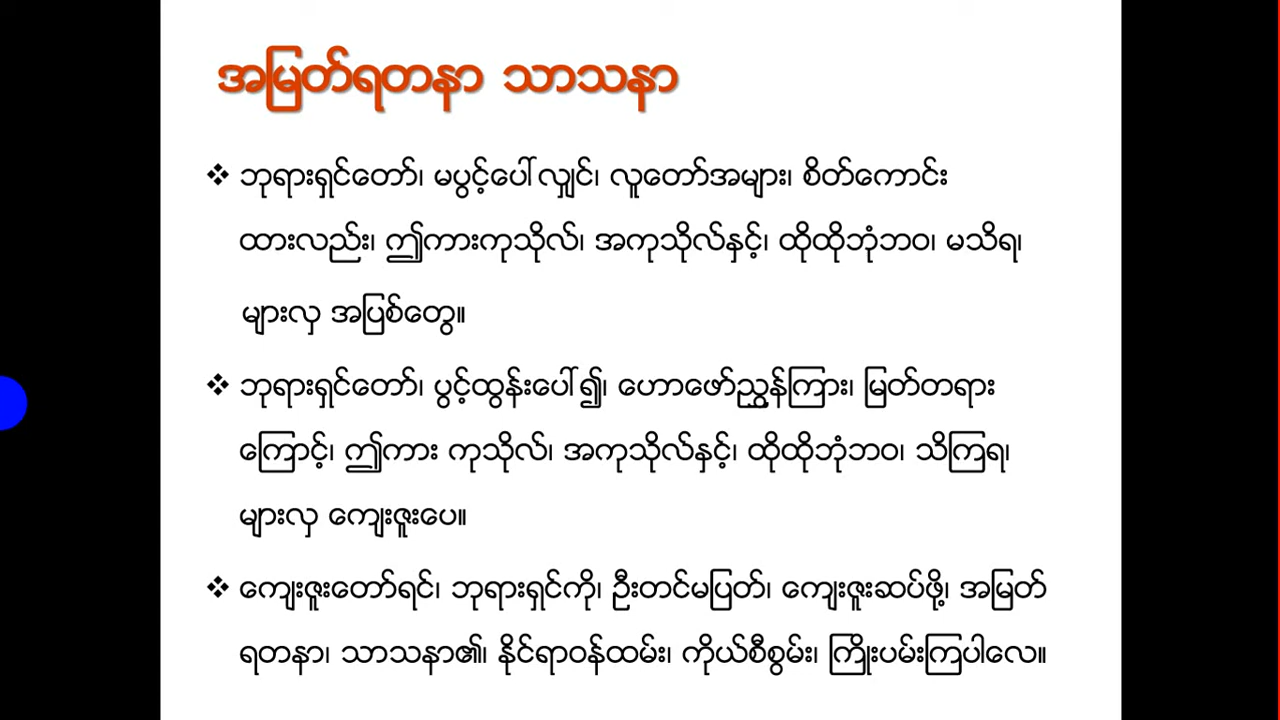 အမြတ်ရတနာ သာသနာ
❖ ဘုရားရှင်တော်၊ မပွင့်ပေါ်လျှင်၊ လူတော်အများ၊ စိတ်ကောင်း
ထားလည်း၊ ဤကားကုသိုလ်၊ အကုသိုလ်နှင့်၊ ထိုထိုဘုံဘဝ၊ မသိရ၊
များလှ အပြစ်တွေ။
❖ ဘုရားရှင်တော်၊ ပွင့်ထွန်းပေါ်၍၊ ဟောဖော်ညွှန်ကြား၊ မြတ်တရား
ကြောင့်၊ ဤကား ကုသိုလ်၊ အကုသိုလ်နှင့်၊ ထိုထိုဘုံဘဝ၊ သိကြရ၊
များလှ ကျေးဇူးပေ။
❖ ကျေးဇူးတော်ရင်၊ ဘုရားရှင်ကို၊ ဦးတင်မပြတ်၊ ကျေးဇူးဆပ်ဖို့၊ အမြတ်
ရတနာ၊ သာသနာ၏၊ နိုင်ရာဝန်ထမ်း၊ ကိုယ်စီစွမ်း၊ ကြိုးပမ်းကြပါလေ။